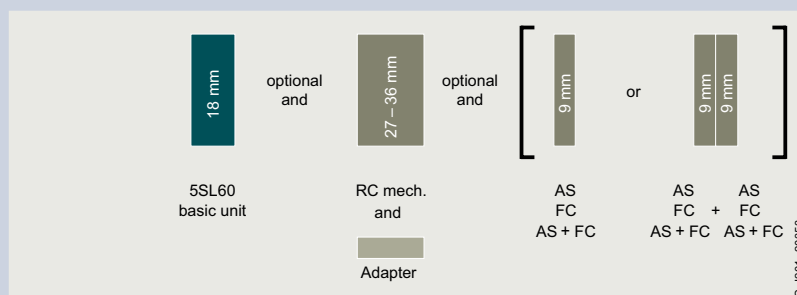 18 mm
optional
and
27 – 36 mm
optional
and
9 mm
or
9 mm
9 mm
5SL60
basic unit
RC mech.
and
Adapter
AS
FC
AS + FC
AS
FC
AS + FC
+
AS
FC
AS + FC